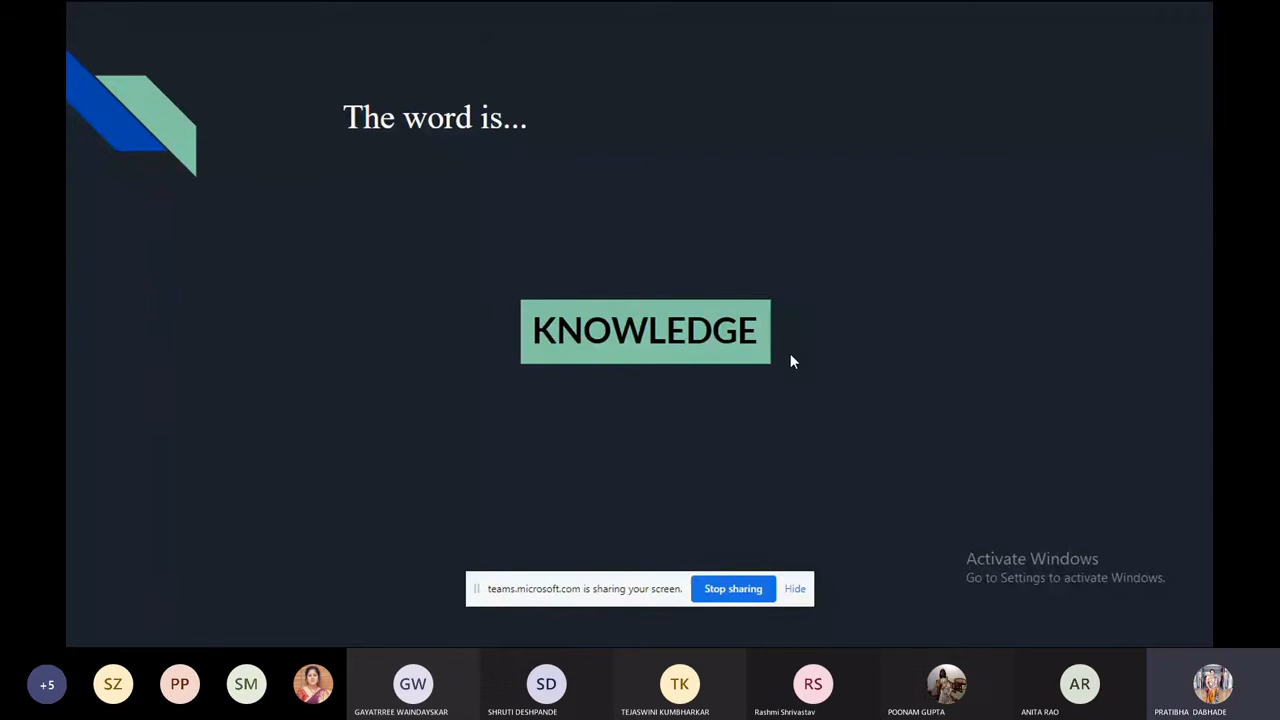 The word is...
KNOWLEDGE
Activate Windows
Go to Settings to activate Windows.
teams.microsoft.com is sharing your screen. Stop sharing Hide
+5 SZ PP SM GW SD TK RS AR
GAYATRREE WAINDAYSKAR SHRUTI DESHPANDE TEJASWINI KUMBHARKAR Rashmi Shrivastav POONAM GUPTA ANITA RAO PRATIBHA DABHADE